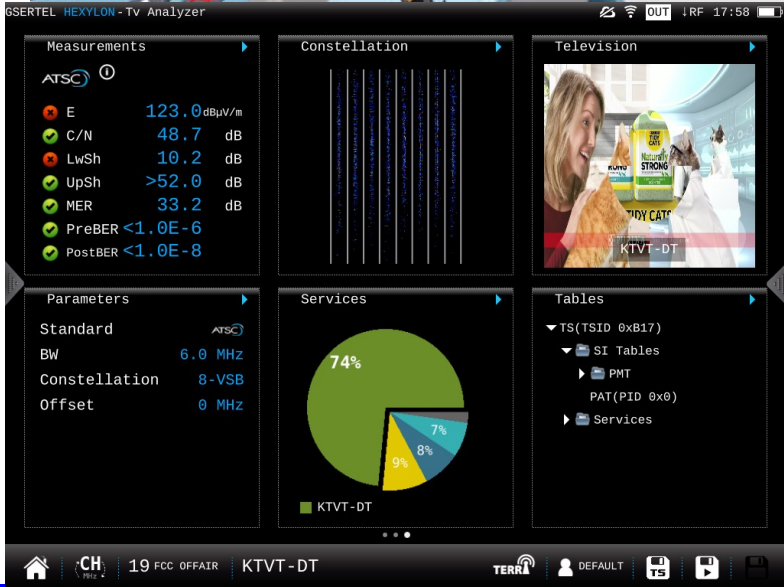 GSERTEL HEXYLON - Tv Analyzer
OUT ↓RF 17:58
Measurements
ATSC
E 123.0 dBµV/m
C/N 48.7 dB
LwSh 10.2 dB
UpSh >52.0 dB
MER 33.2 dB
PreBER <1.0E-6
PostBER <1.0E-8
Constellation
Television
TIDY CATS
Naturally
STRONG
TIDY CATS
KTVT-DT
Parameters
Standard ATSC
BW 6.0 MHz
Constellation 8-VSB
Offset 0 MHz
Services
74%
7%
8%
9%
KTVT-DT
Tables
TS(TSID 0xB17)
SI Tables
PMT
PAT(PID 0x0)
Services
CH MHz 19 FCC OFFAIR KTVT-DT TERR DEFAULT TS